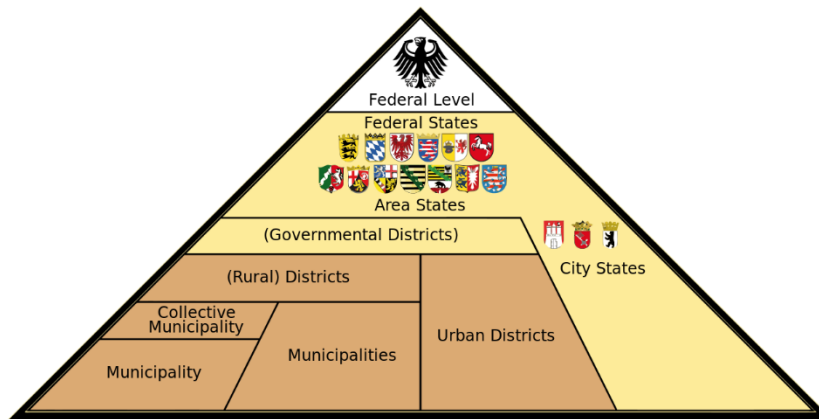 Federal Level
Federal States
Area States
(Governmental Districts)
City States
(Rural) Districts
Collective
Municipality
Urban Districts
Municipalities
Municipality